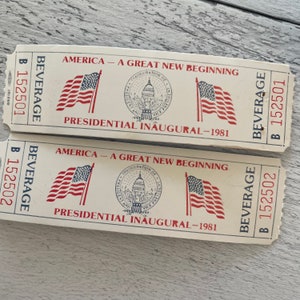 AMERICA — A GREAT NEW BEGINNING
B 152501
BEVERAGE
BEVERAGE
B 152501
PRESIDENTIAL INAUGURAL—1981
AMERICA — A GREAT NEW BEGINNING
B 152502
BEVERAGE
BEVERAGE
B 152502
PRESIDENTIAL INAUGURAL—1981